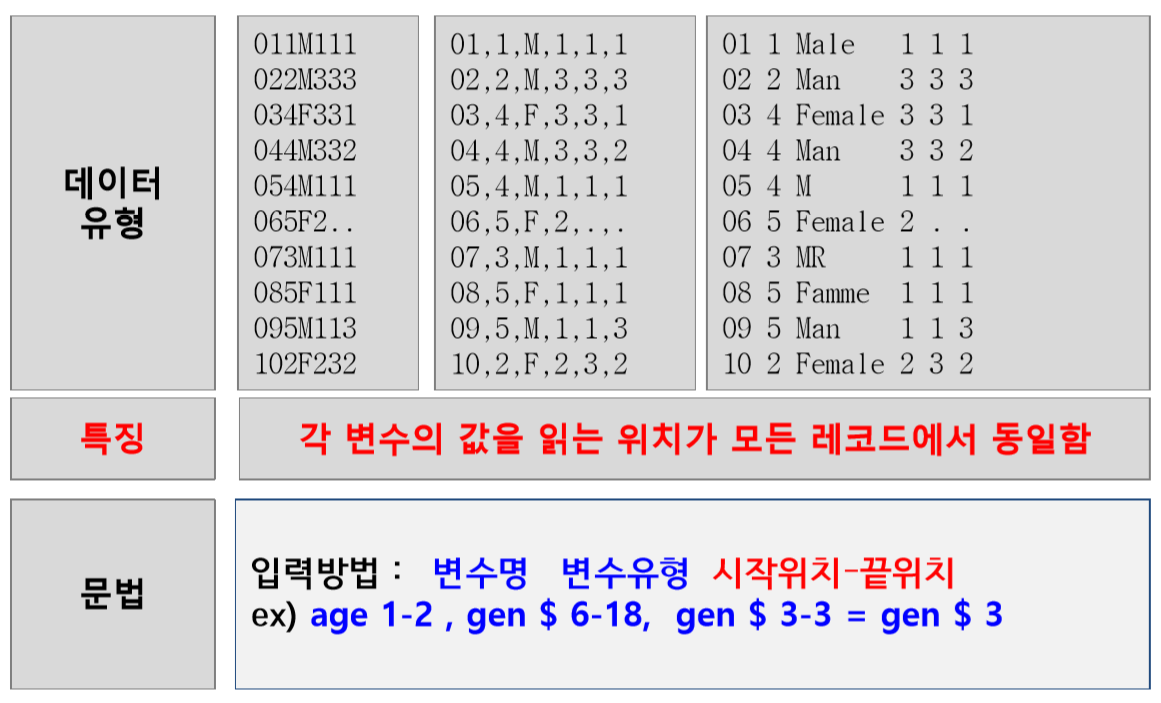 데이터
유형
011M111
022M333
034F331
044M332
054M111
065F2..
073M111
085F111
095M113
102F232
01,1,M,1,1,1
02,2,M,3,3,3
03,4,F,3,3,1
04,4,M,3,3,2
05,4,M,1,1,1
06,5,F,2,.,.
07,3,M,1,1,1
08,5,F,1,1,1
09,5,M,1,1,3
10,2,F,2,3,2
01 1 Male   1 1 1
02 2 Man    3 3 3
03 4 Female 3 3 1
04 4 Man    3 3 2
05 4 M      1 1 1
06 5 Female 2 . .
07 3 MR     1 1 1
08 5 Famme  1 1 1
09 5 Man    1 1 3
10 2 Female 2 3 2
특징
각 변수의 값을 읽는 위치가 모든 레코드에서 동일함
문법
입력방법 : 변수명 변수유형 시작위치-끝위치
ex) age 1-2 , gen $ 6-18, gen $ 3-3 = gen $ 3